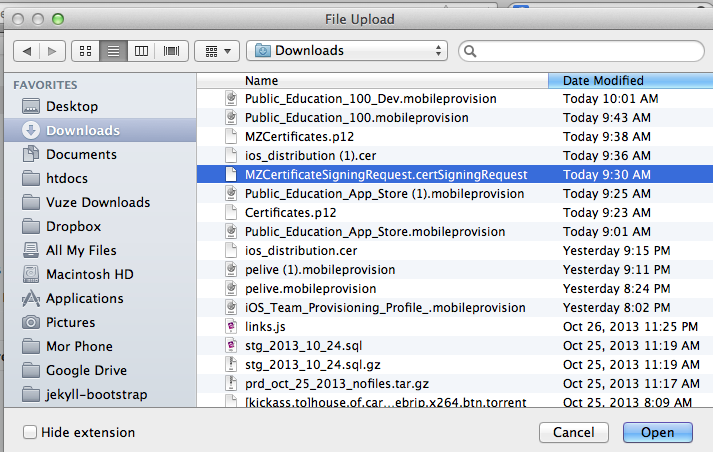 File Upload
Downloads
Name Date Modified
FAVORITES
Desktop
Downloads
Documents
htdocs
Vuze Downloads
Dropbox
All My Files
Macintosh HD
Applications
Pictures
Mor Phone
Google Drive
jekyll-bootstrap
Public_Education_100_Dev.mobileprovision Today 10:01 AM
Public_Education_100.mobileprovision Today 9:43 AM
MZCertificates.p12 Today 9:38 AM
ios_distribution (1).cer Today 9:36 AM
MZCertificateSigningRequest.certSigningRequest Today 9:30 AM
Public_Education_App_Store (1).mobileprovision Today 9:25 AM
Certificates.p12 Today 9:23 AM
Public_Education_App_Store.mobileprovision Today 9:01 AM
ios_distribution.cer Yesterday 9:15 PM
pelive (1).mobileprovision Yesterday 9:11 PM
pelive.mobileprovision Yesterday 8:24 PM
iOS_Team_Provisioning_Profile_.mobileprovision Yesterday 8:02 PM
links.js Oct 26, 2013 11:25 PM
stg_2013_10_24.sql Oct 25, 2013 11:19 AM
stg_2013_10_24.sql.gz Oct 25, 2013 11:19 AM
prd_oct_25_2013_nofiles.tar.gz Oct 25, 2013 11:17 AM
[kickass.to]house.of.car...ebrip.x264.btn.torrent Oct 25, 2013 8:09 AM
Hide extension
Cancel
Open